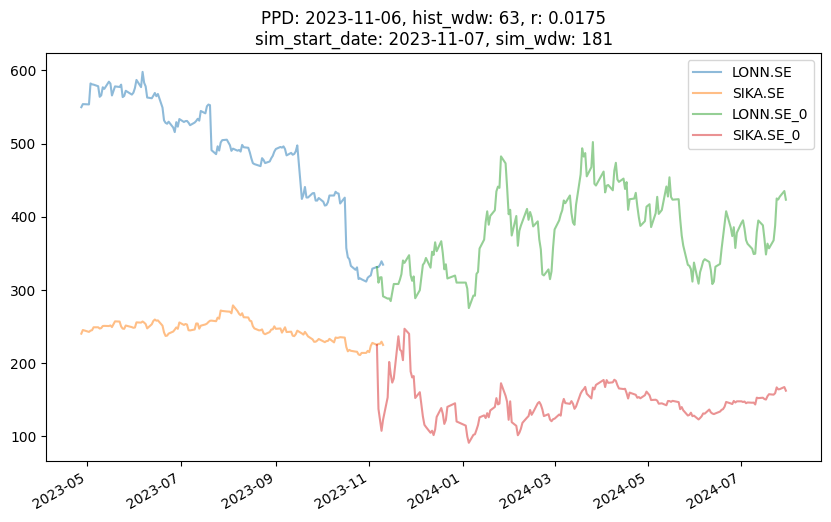 PPD: 2023-11-06, hist_wdw: 63, r: 0.0175
sim_start_date: 2023-11-07, sim_wdw: 181
LONN.SE
SIKA.SE
LONN.SE_0
SIKA.SE_0
600
500
400
300
200
100
2023-05
2023-07
2023-09
2023-11
2024-01
2024-03
2024-05
2024-07